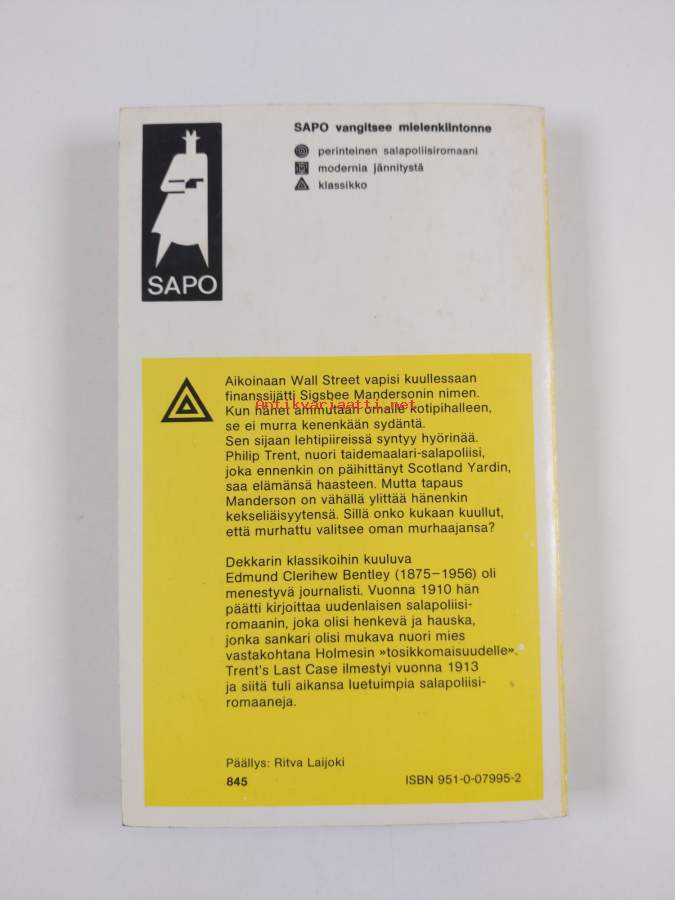 SAPO vangitsee mielenkiintonne
perinteinen salapoliisiromaani
modernia jännitystä
klassikko
SAPO
Aikoinaan Wall Street vapisi kuullessaan
finanssijätti Sigsbee Mandersonin nimen.
Antikvariaatti.net
Kun hänet ammutaan omalle kotipihalleen,
se ei murra kenenkään sydäntä.
Sen sijaan lehtipiireissä syntyy hyörinää.
Philip Trent, nuori taidemaalari-salapoliisi,
joka ennenkin on päihittänyt Scotland Yardin,
saa elämänsä haasteen. Mutta tapaus
Manderson on vähällä ylittää hänenkin
kekseliäisyytensä. Sillä onko kukaan kuullut,
että murhattu valitsee oman murhaajansa?
Dekkarin klassikoihin kuuluva
Edmund Clerihew Bentley (1875–1956) oli
menestyvä journalisti. Vuonna 1910 hän
päätti kirjoittaa uudenlaisen salapoliisi-
romaanin, joka olisi henkevä ja hauska,
jonka sankari olisi mukava nuori mies
vastakohtana Holmesin »tosikkomaisuudelle».
Trent's Last Case ilmestyi vuonna 1913
ja siitä tuli aikansa luetuimpia salapoliisi-
romaaneja.
Päällys: Ritva Laijoki
845 ISBN 951-0-07995-2